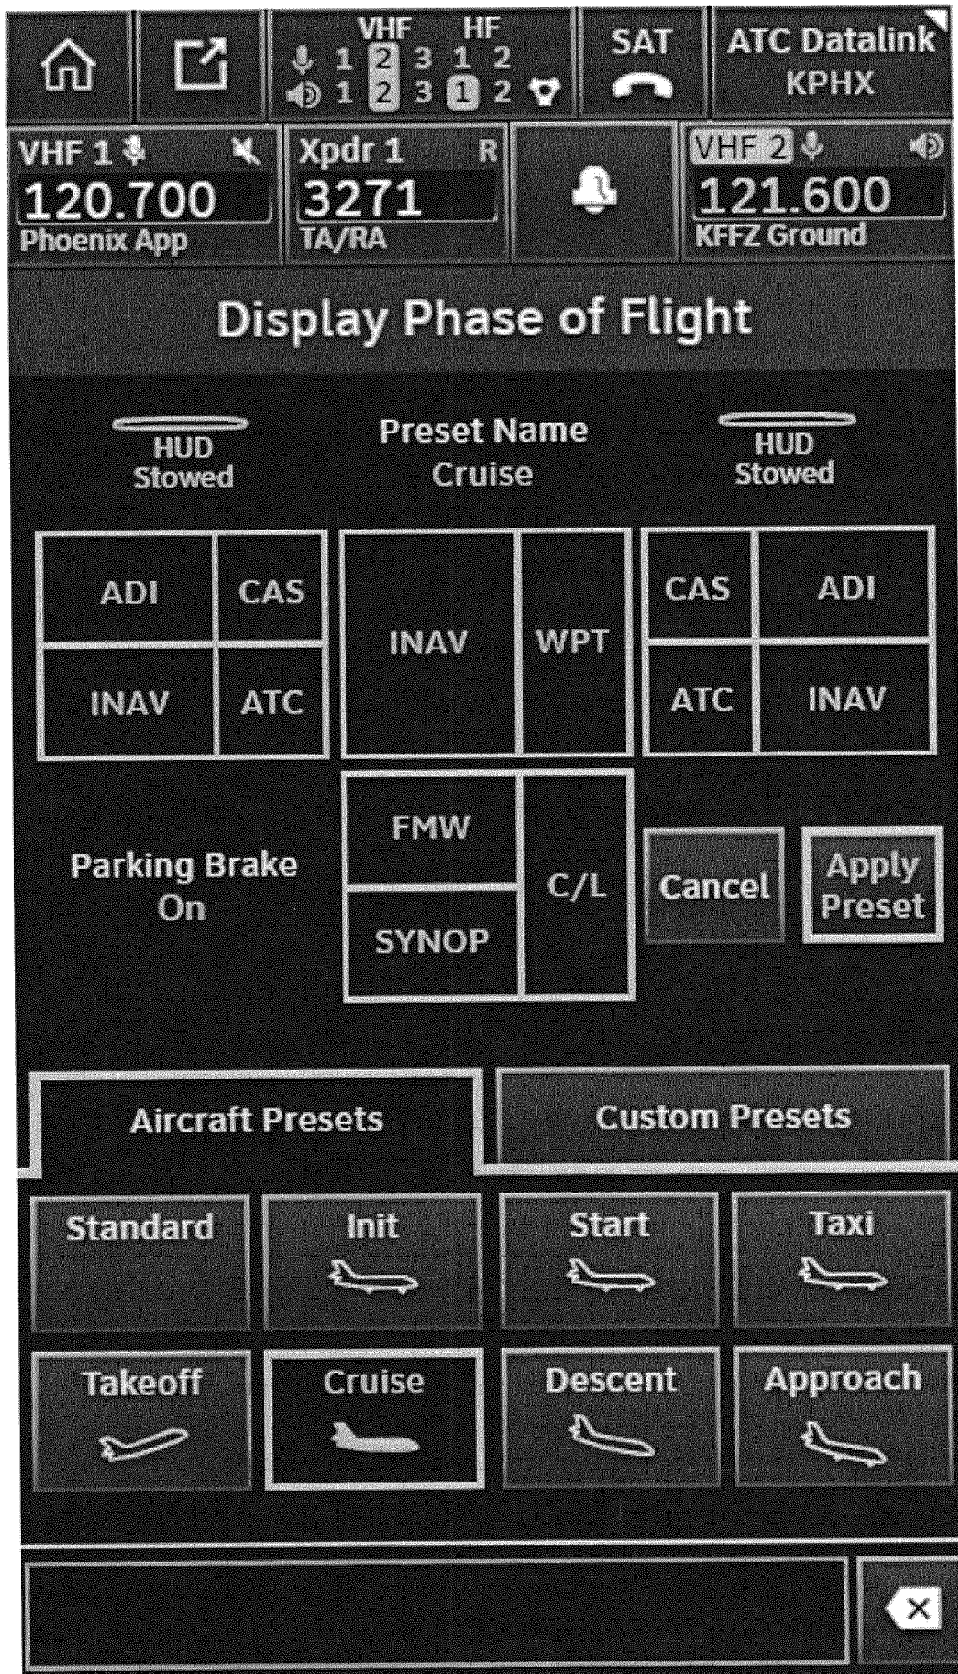 VHF HF
1 2 3 1 2
1 2 3 1 2
SAT
ATC Datalink
KPHX
VHF 1
120.700
Phoenix App
Xpdr 1 R
3271
TA/RA
VHF 2
121.600
KFFZ Ground
Display Phase of Flight
HUD
Stowed
Preset Name
Cruise
HUD
Stowed
ADI CAS
INAV ATC
INAV WPT
CAS ADI
ATC INAV
Parking Brake
On
FMW
SYNOP
C/L
Cancel
Apply
Preset
Aircraft Presets
Custom Presets
Standard
Init
Start
Taxi
Takeoff
Cruise
Descent
Approach